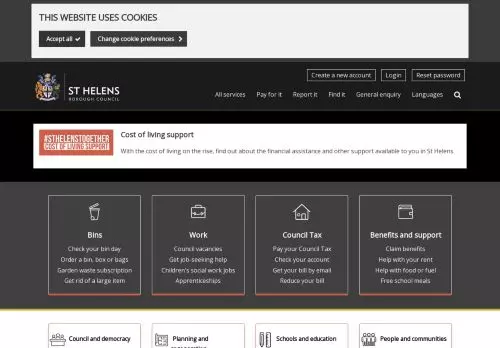 THIS WEBSITE USES COOKIES
Accept all
Change cookie preferences
Create a new account
Login
Reset password
ST HELENS
BOROUGH COUNCIL
All services
Pay for it
Report it
Find it
General enquiry
Languages
#STHELENSTOGETHER
COST OF LIVING SUPPORT
Cost of living support
With the cost of living on the rise, find out about the financial assistance and other support available to you in St Helens
Bins
Check your bin day
Order a bin, box or bags
Garden waste subscription
Get rid of a large item
Work
Council vacancies
Get job-seeking help
Children's social work jobs
Apprenticeships
Council Tax
Pay your Council Tax
Check your account
Get your bill by email
Reduce your bill
Benefits and support
Claim benefits
Help with your rent
Help with food or fuel
Free school meals
Council and democracy
Planning and
Schools and education
People and communities